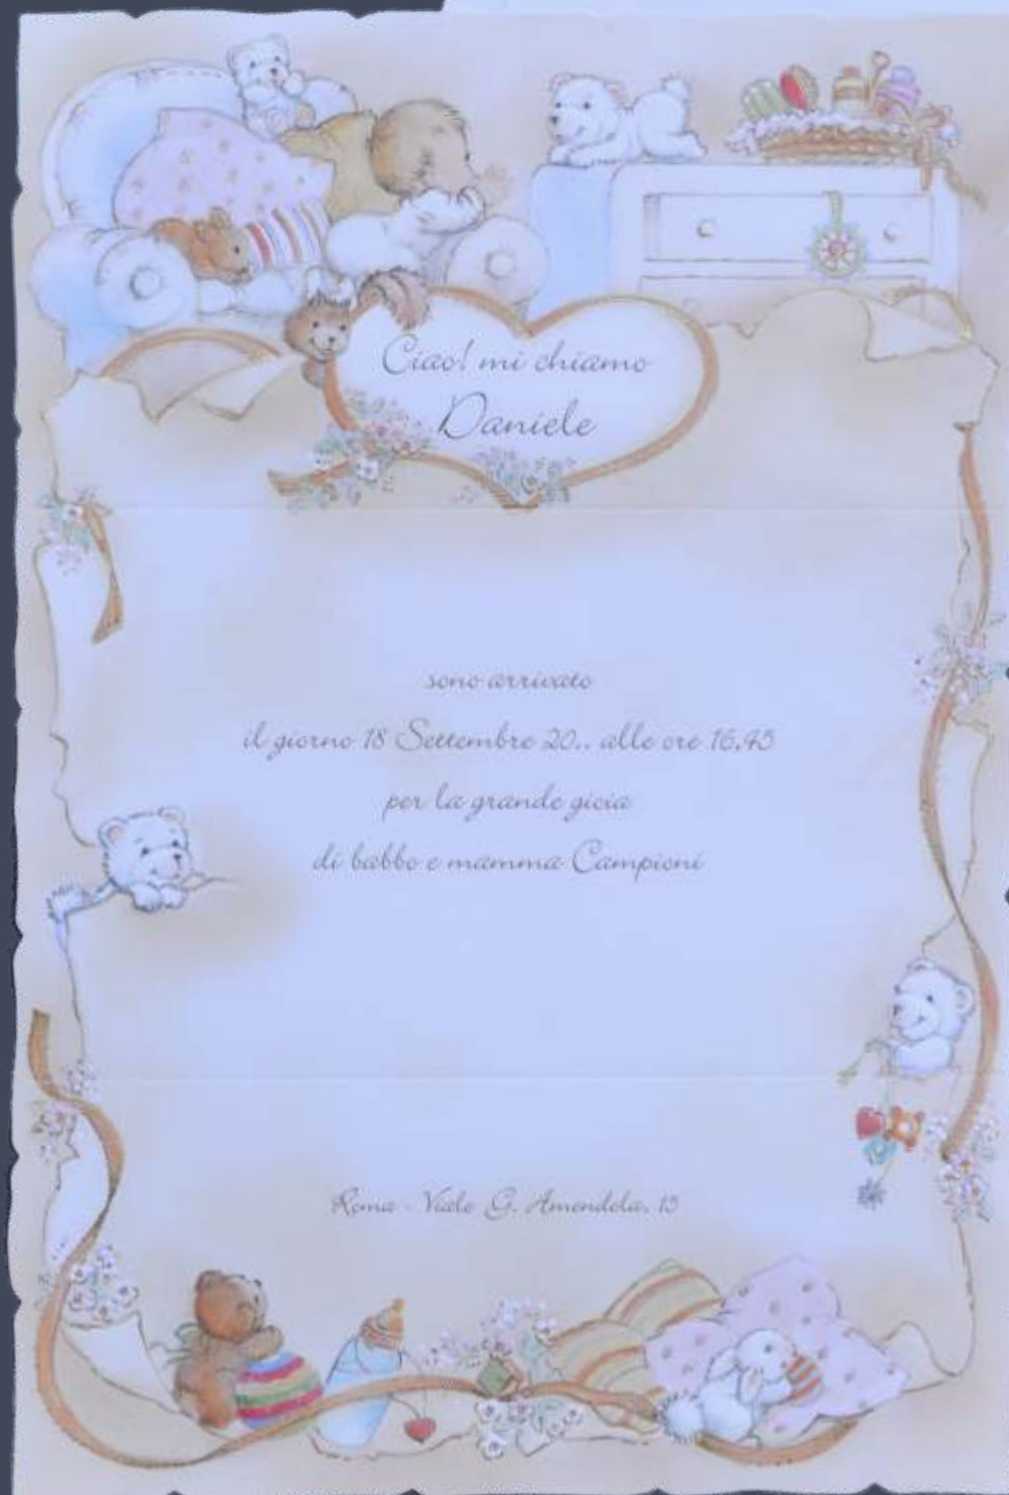 Ciao! mi chiamo
Daniele
sono arrivato
il giorno 18 Settembre 20.. alle ore 16,45
per la grande gioia
di babbo e mamma Campioni
Roma - Viale G. Amendola, 15